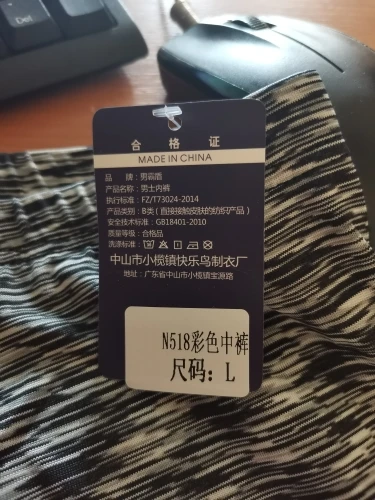 Del
合格证
MADE IN CHINA
品 牌：男霸盾
产品名称：男士内裤
执行标准：FZ/T73024-2014
产品类别：B类（直接接触皮肤的纺织产品）
安全技术标准：GB18401-2010
质量等级：合格品
洗涤标准：
中山市小榄镇快乐鸟制衣厂
地址：广东省中山市小榄镇宝源路
N518彩色中裤
尺码：L